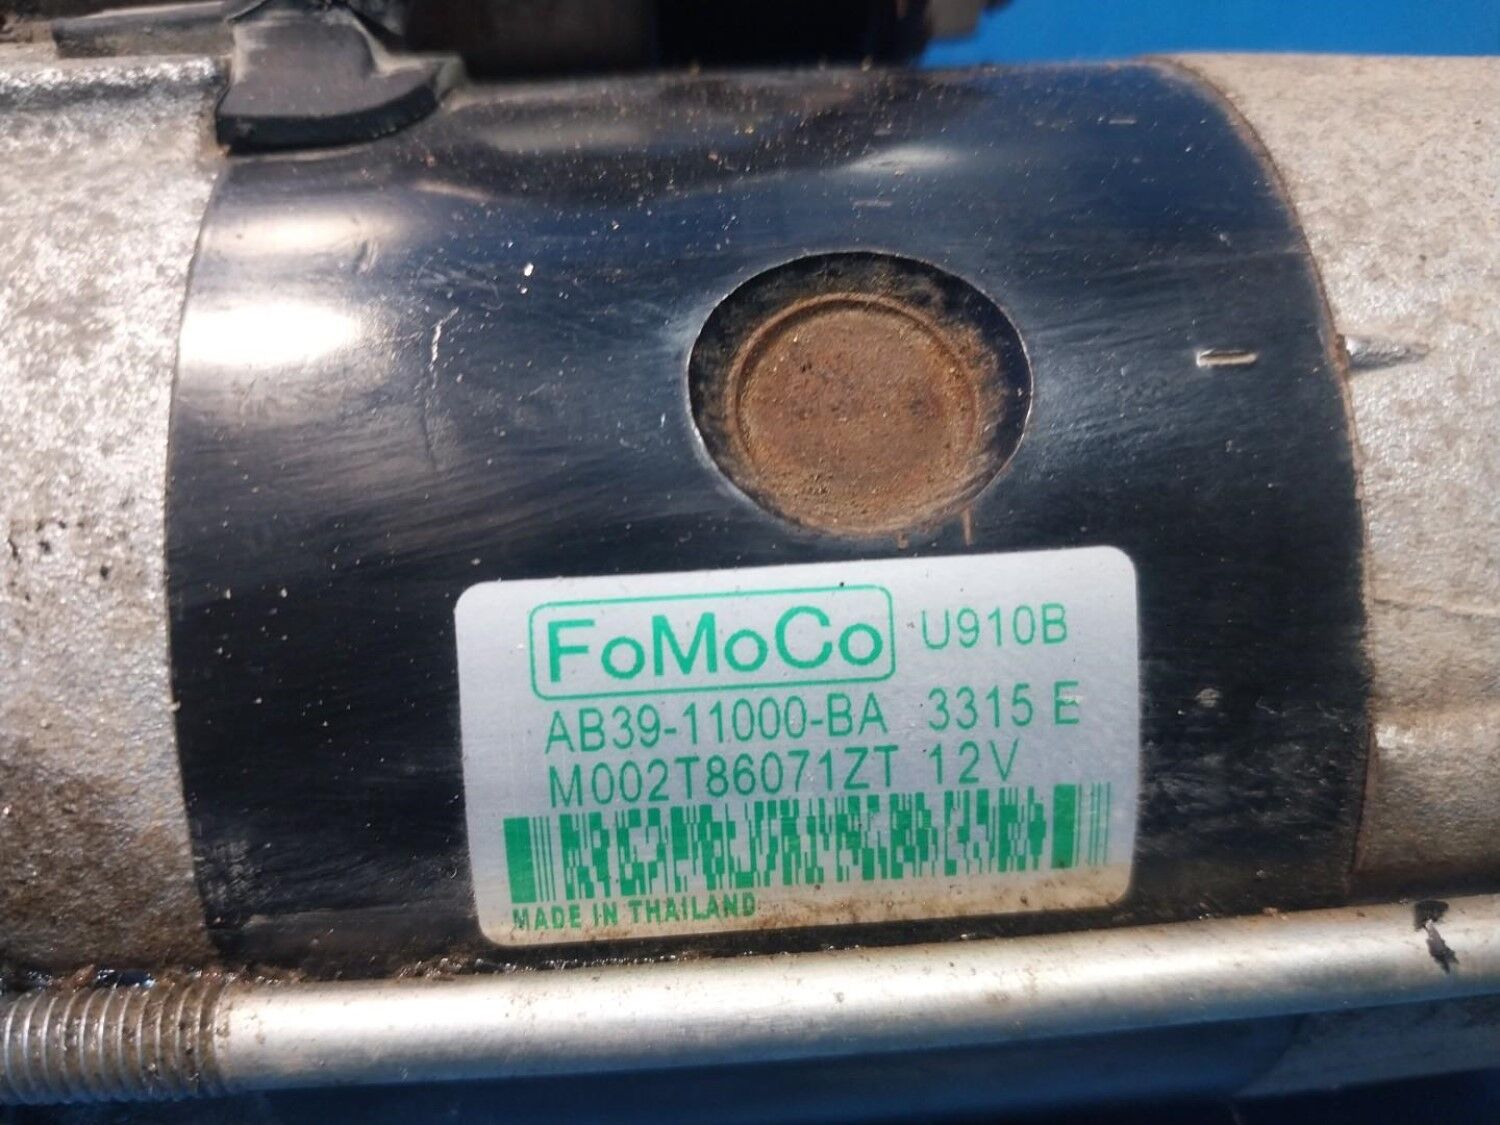 FoMoCo U910B
AB39-11000-BA 3315 E
M002T86071ZT 12V
MADE IN THAILAND